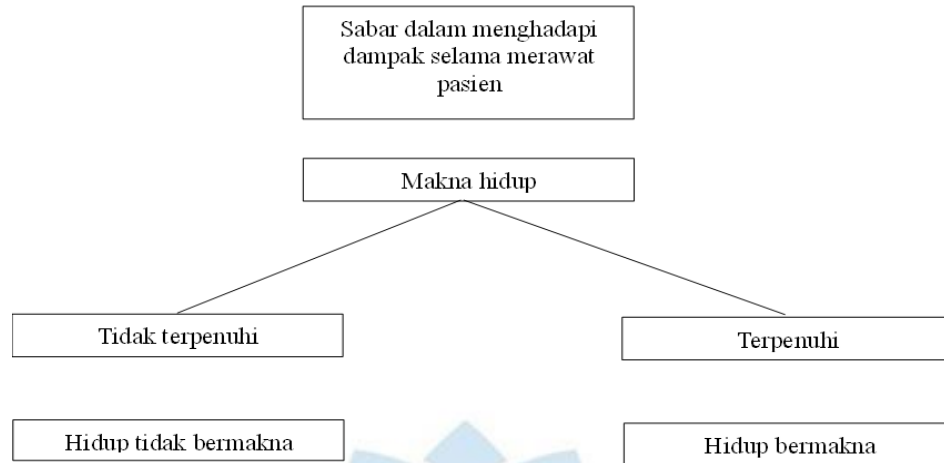 Sabar dalam menghadapi
dampak selama merawat
pasien
Makna hidup
Tidak terpenuhi
Terpenuhi
Hidup tidak bermakna
Hidup bermakna